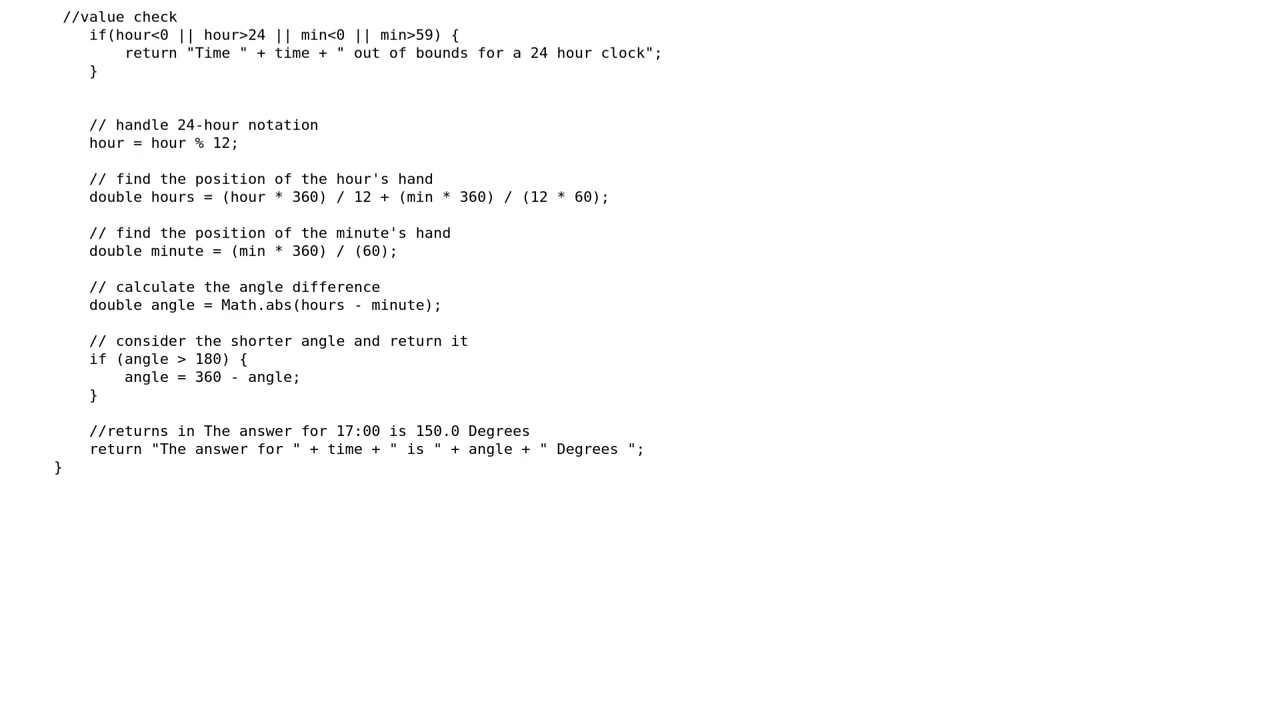 //value check
if(hour<0 || hour>24 || min<0 || min>59) {
return "Time " + time + " out of bounds for a 24 hour clock";
}
// handle 24-hour notation
hour = hour % 12;
// find the position of the hour's hand
double hours = (hour * 360) / 12 + (min * 360) / (12 * 60);
// find the position of the minute's hand
double minute = (min * 360) / (60);
// calculate the angle difference
double angle = Math.abs(hours - minute);
// consider the shorter angle and return it
if (angle > 180) {
angle = 360 - angle;
}
//returns in The answer for 17:00 is 150.0 Degrees
return "The answer for " + time + " is " + angle + " Degrees ";
}